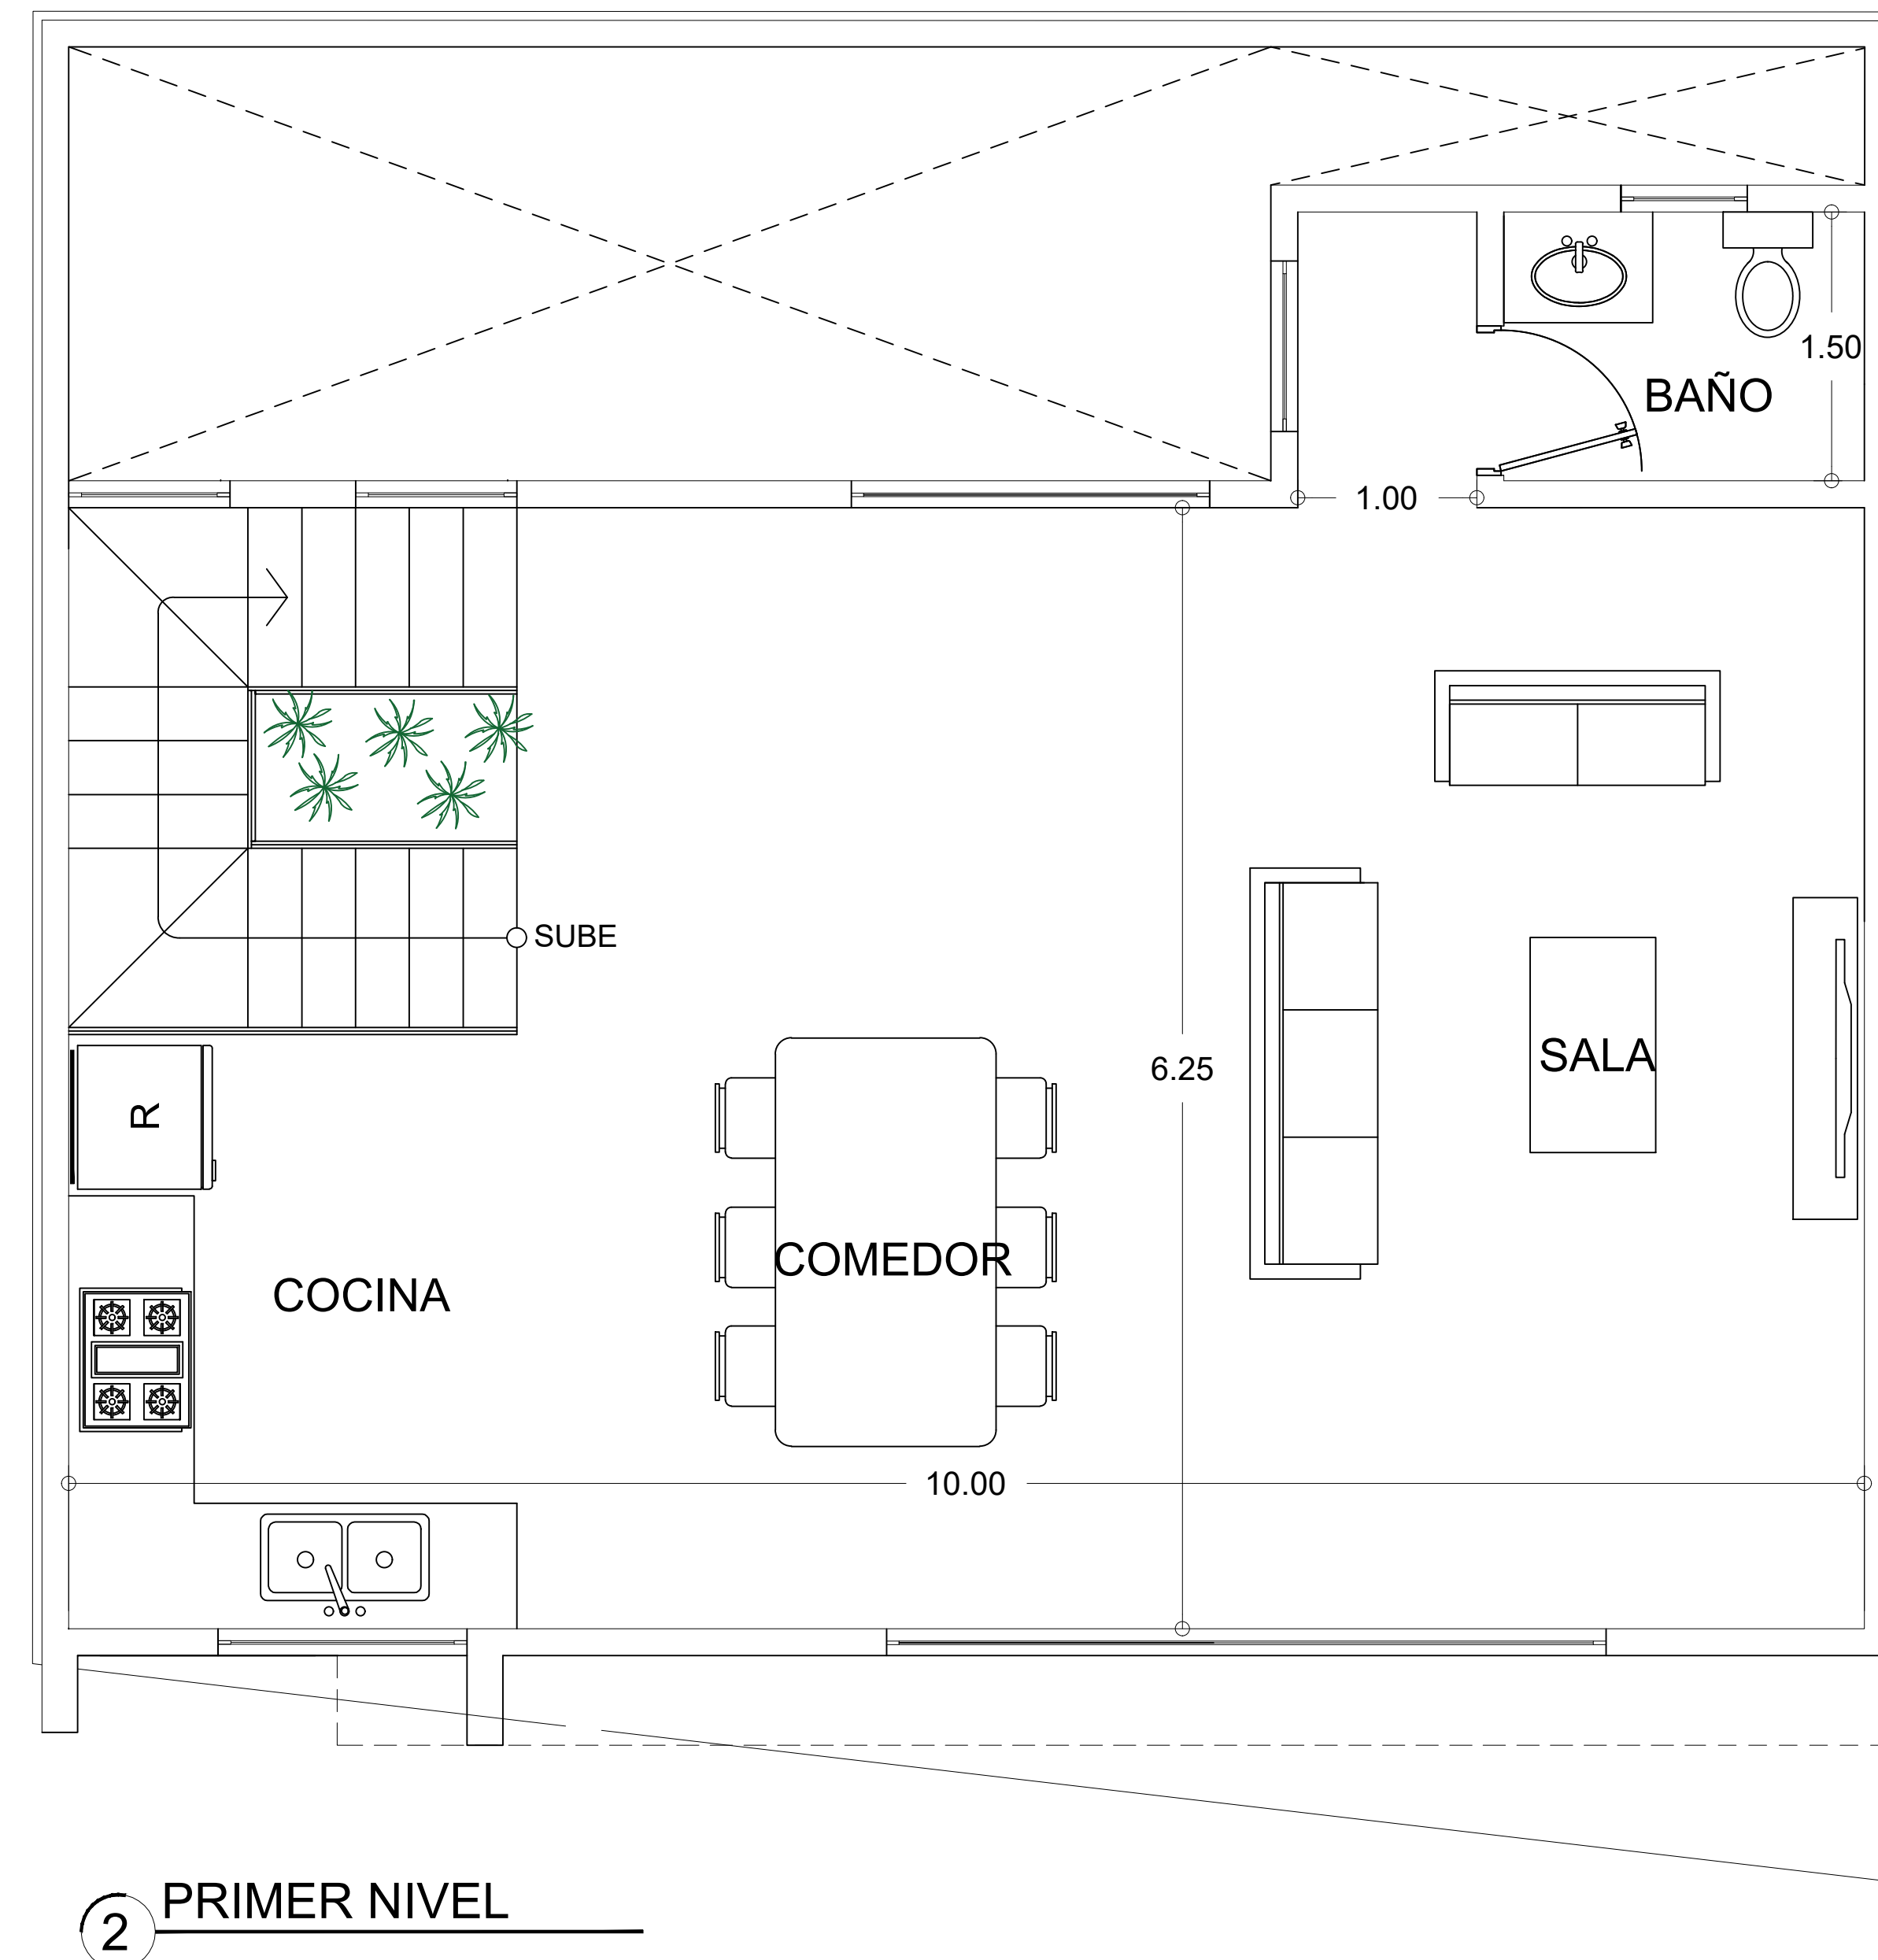 1.50
BAÑO
1.00
SUBE
6.25
SALA
R
COMEDOR
COCINA
10.00
PRIMER NIVEL
2